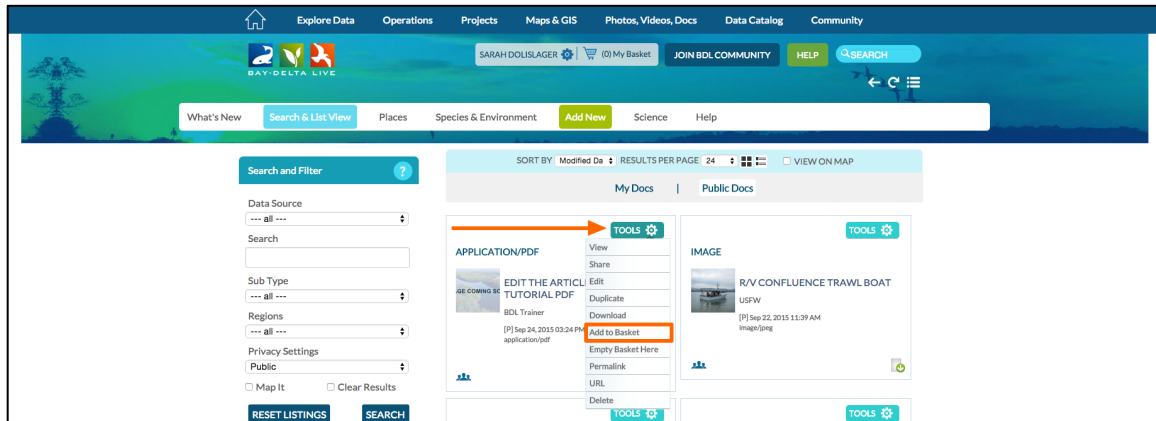 Explore Data Operations Projects Maps & GIS Photos, Videos, Docs Data Catalog Community
BAY-DELTA LIVE
SARAH DOLISLAGER (0) My Basket JOIN BDL COMMUNITY HELP SEARCH
What's New Search & List View Places Species & Environment Add New Science Help
Search and Filter ?
Data Source
--- all ---
Search
Sub Type
--- all ---
Regions
--- all ---
Privacy Settings
Public
Map It Clear Results
RESET LISTINGS SEARCH
SORT BY Modified Da RESULTS PER PAGE 24 VIEW ON MAP
My Docs | Public Docs
TOOLS
APPLICATION/PDF
GE COMING SO
EDIT THE ARTICL
TUTORIAL PDF
BDL Trainer
[P] Sep 24, 2015 03:24 PM
application/pdf
View
Share
Edit
Duplicate
Download
Add to Basket
Empty Basket Here
Permalink
URL
Delete
TOOLS
IMAGE
R/V CONFLUENCE TRAWL BOAT
USFW
[P] Sep 22, 2015 11:39 AM
image/jpeg
TOOLS
TOOLS